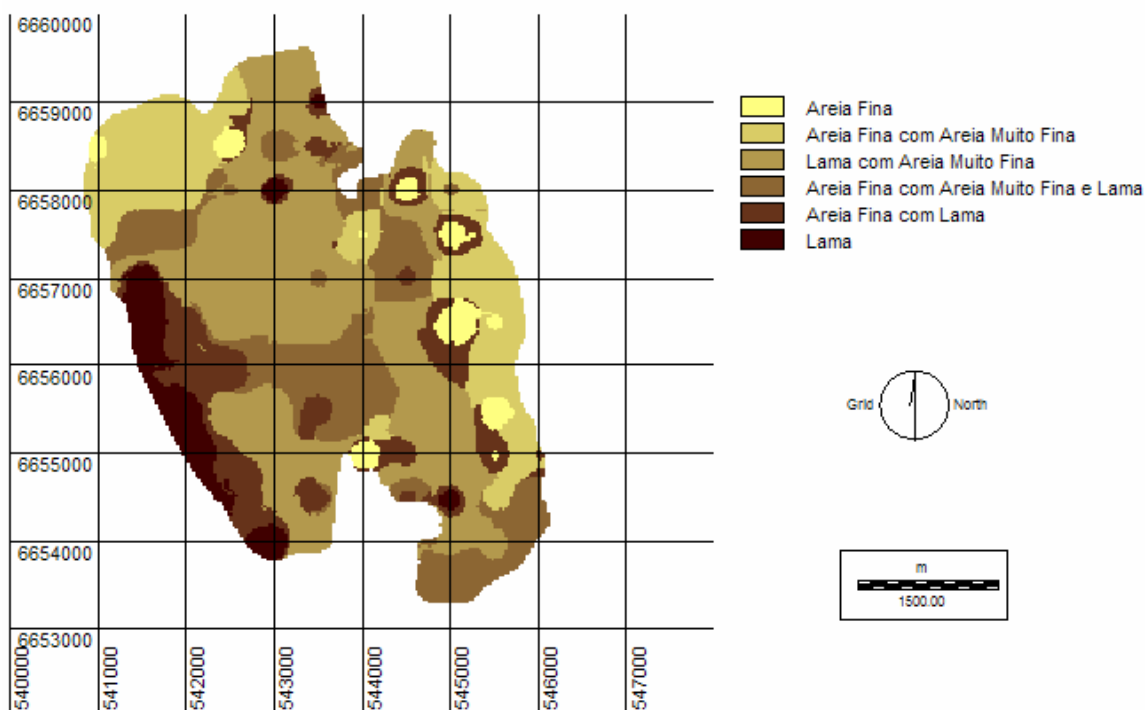 6660000
6659000
6658000
6657000
6656000
6655000
6654000
6653000
540000
541000
542000
543000
544000
545000
546000
547000
Areia Fina
Areia Fina com Areia Muito Fina
Lama com Areia Muito Fina
Areia Fina com Areia Muito Fina e Lama
Areia Fina com Lama
Lama
Grid North
m
1500.00